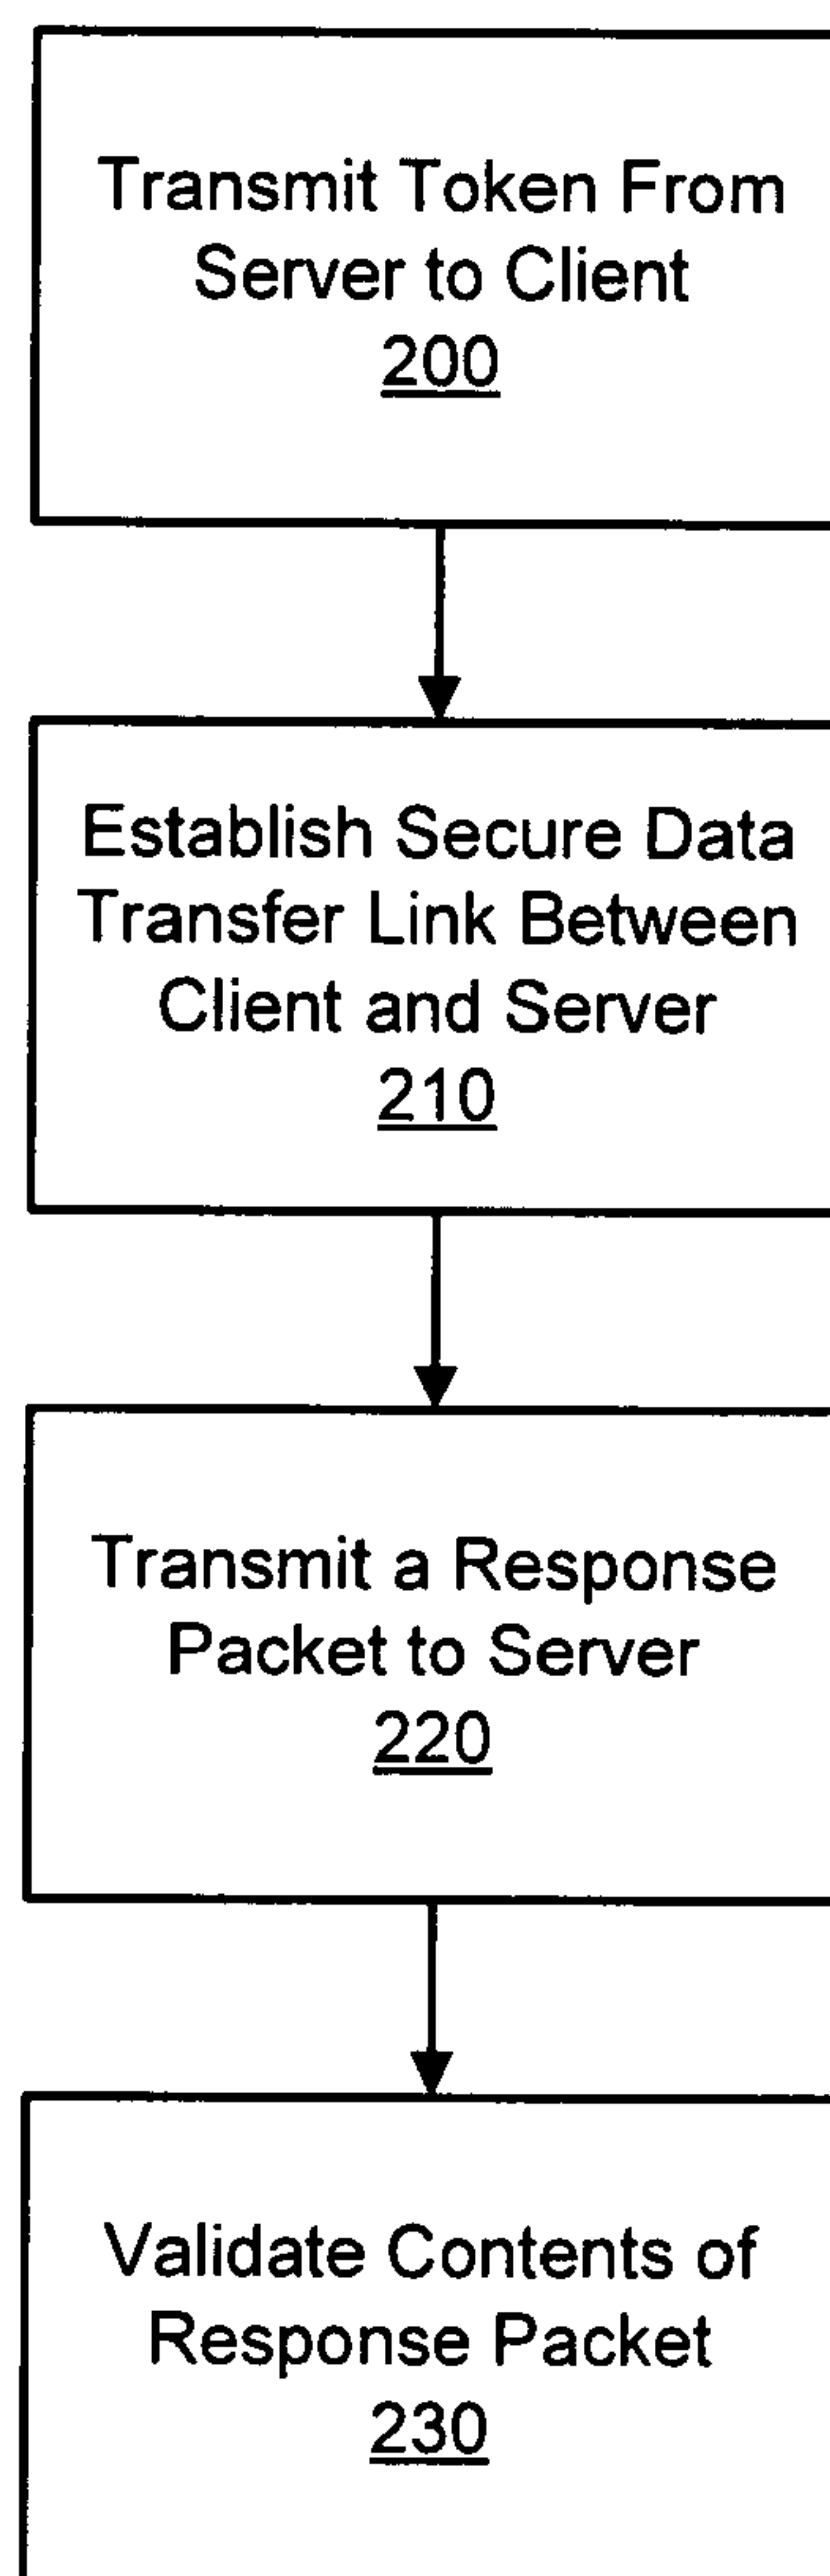 Transmit Token From
Server to Client
200
Establish Secure Data
Transfer Link Between
Client and Server
210
Transmit a Response
Packet to Server
220
Validate Contents of
Response Packet
230